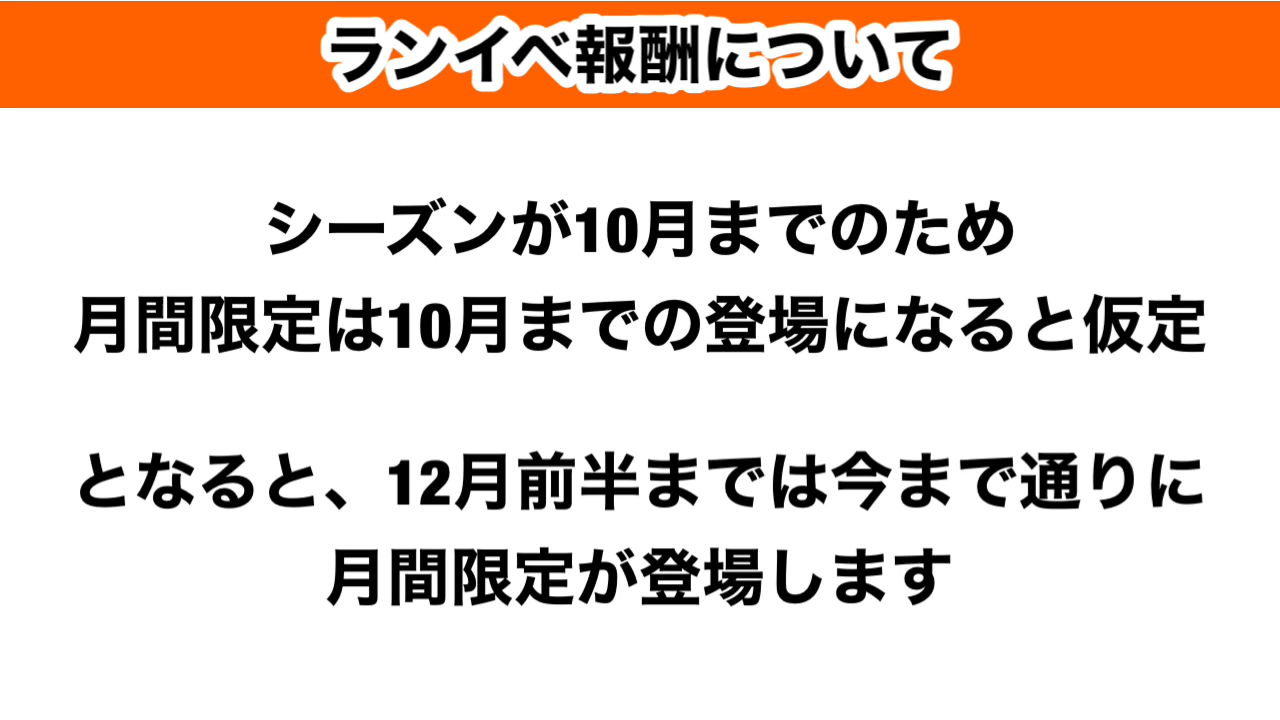 ランイベ報酬について
シーズンが10月までのため
月間限定は10月までの登場になると仮定
となると、12月前半までは今まで通りに
月間限定が登場します